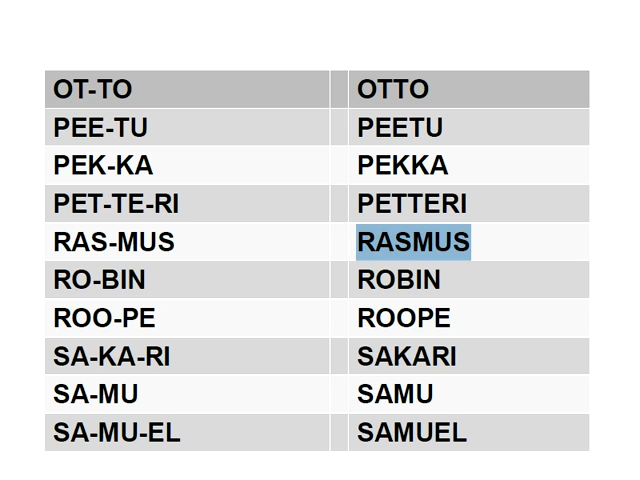 OT-TO OTTO
PEE-TU PEETU
PEK-KA PEKKA
PET-TE-RI PETTERI
RAS-MUS RASMUS
RO-BIN ROBIN
ROO-PE ROOPE
SA-KA-RI SAKARI
SA-MU SAMU
SA-MU-EL SAMUEL